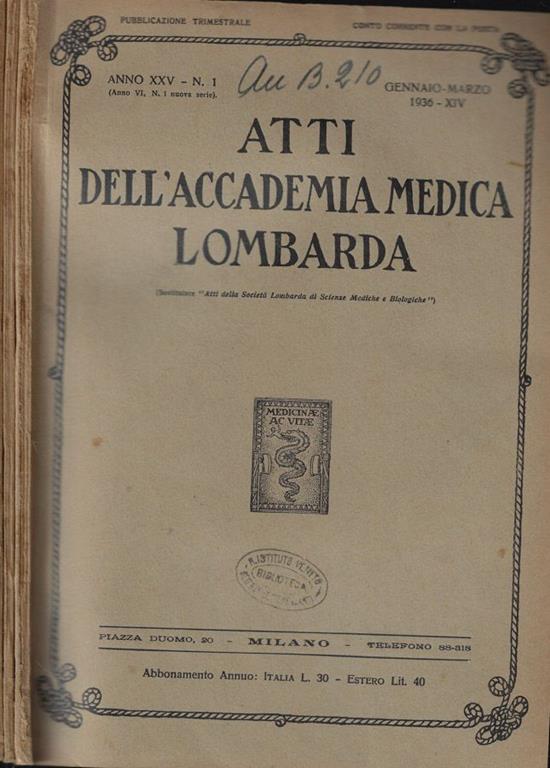 PUBBLICAZIONE TRIMESTRALE
CONTO CORRENTE CON LA POSTA
ANNO XXV - N. 1
(Anno VI, N. 1 nuova serie).
Au B. 210
GENNAIO-MARZO
1936 - XIV
ATTI
DELL'ACCADEMIA MEDICA
LOMBARDA
(Sostituisce "Atti della Società Lombarda di Scienze Mediche e Biologiche")
MEDICINÆ
AC VITÆ
R. ISTITUTO VENETO
BIBLIOTECA
PIAZZA DUOMO, 20 - MILANO - TELEFONO 88-318
Abbonamento Annuo: ITALIA L. 30 - ESTERO Lit. 40